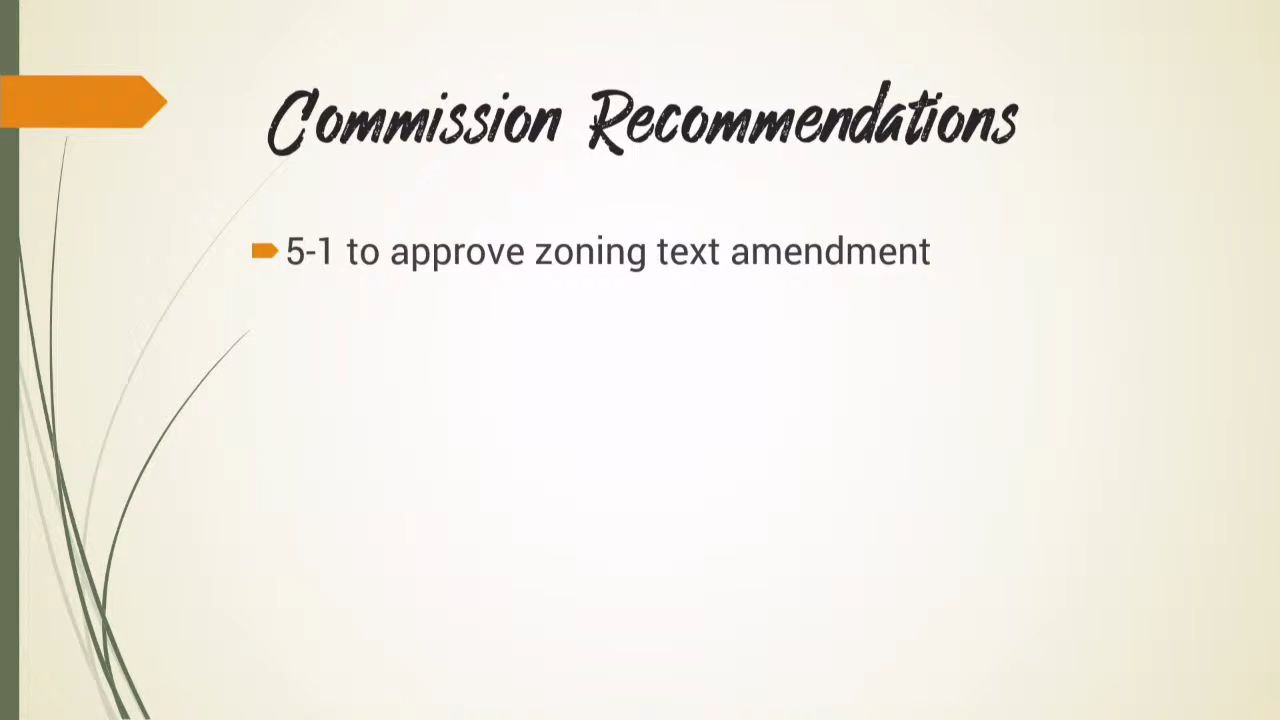 Commission Recommendations
5-1 to approve zoning text amendment